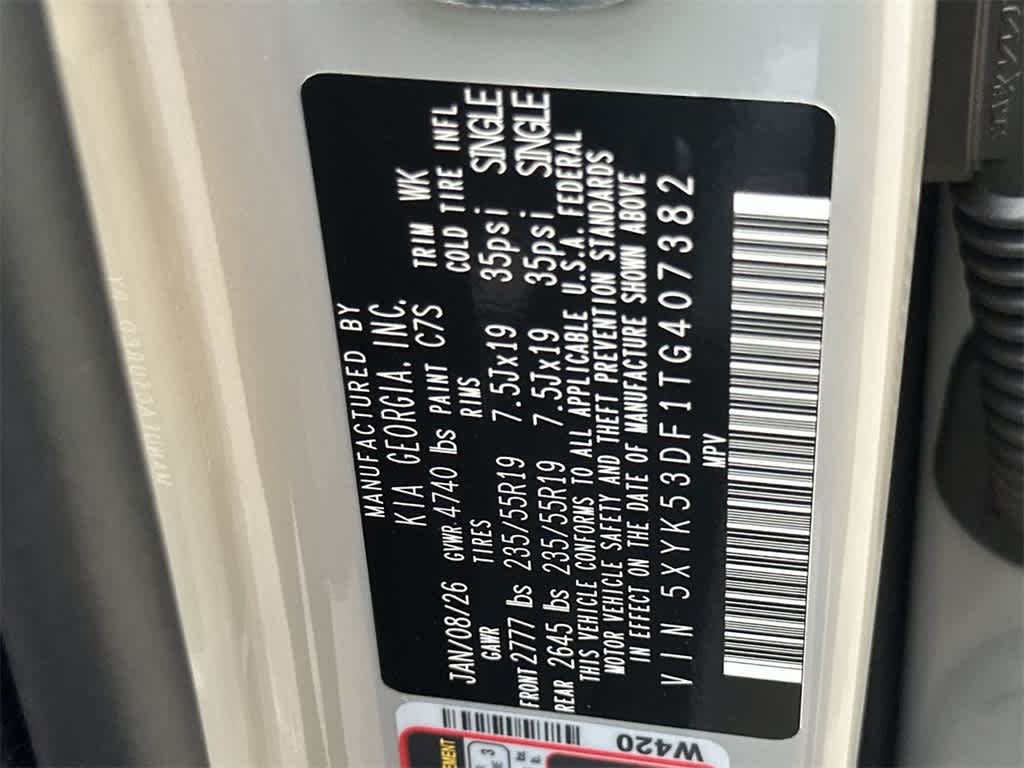 MANUFACTURED BY
KIA GEORGIA, INC.
JAN/08/26 GVWR 4740 lbs PAINT C7S TRIM WK
GAWR TIRES RIMS COLD TIRE INFL
FRONT 2777 lbs 235/55R19 7.5Jx19 35psi SINGLE
REAR 2645 lbs 235/55R19 7.5Jx19 35psi SINGLE
THIS VEHICLE CONFORMS TO ALL APPLICABLE U.S.A. FEDERAL
MOTOR VEHICLE SAFETY AND THEFT PREVENTION STANDARDS
IN EFFECT ON THE DATE OF MANUFACTURE SHOWN ABOVE
MPV
VIN 5XYK53DF1TG407382
W420